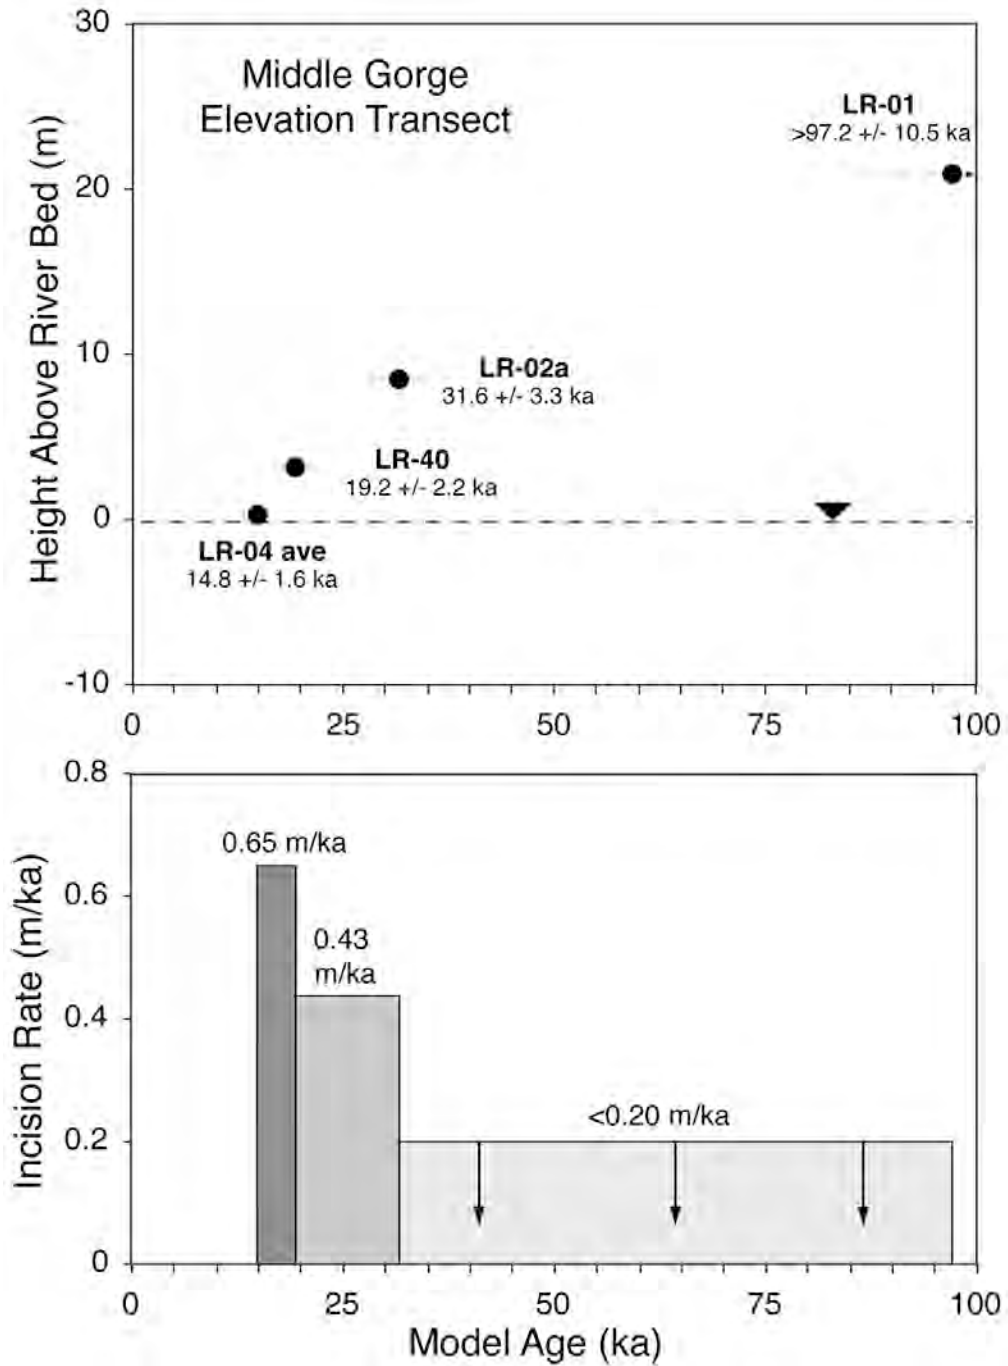 Middle Gorge
Elevation Transect
Height Above River Bed (m)
30
20
10
0
-10
LR-01
>97.2 +/- 10.5 ka
LR-02a
31.6 +/- 3.3 ka
LR-40
19.2 +/- 2.2 ka
LR-04 ave
14.8 +/- 1.6 ka
0
25
50
75
100
Incision Rate (m/ka)
0.8
0.6
0.4
0.2
0
0.65 m/ka
0.43
m/ka
<0.20 m/ka
0
25
50
75
100
Model Age (ka)